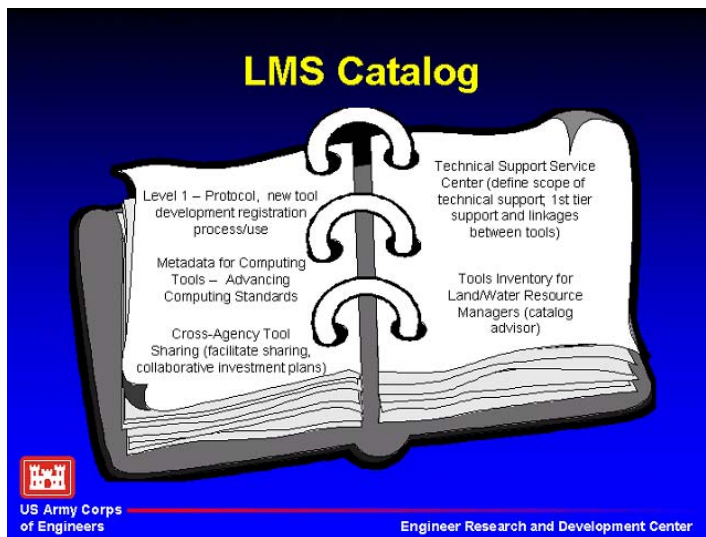 LMS Catalog
Level 1 – Protocol, new tool
development registration
process/use
Metadata for Computing
Tools – Advancing
Computing Standards
Cross-Agency Tool
Sharing (facilitate sharing,
collaborative investment plans)
Technical Support Service
Center (define scope of
technical support, 1st tier
support and linkages
between tools)
Tools Inventory for
Land/Water Resource
Managers (catalog
advisor)
US Army Corps
of Engineers
Engineer Research and Development Center